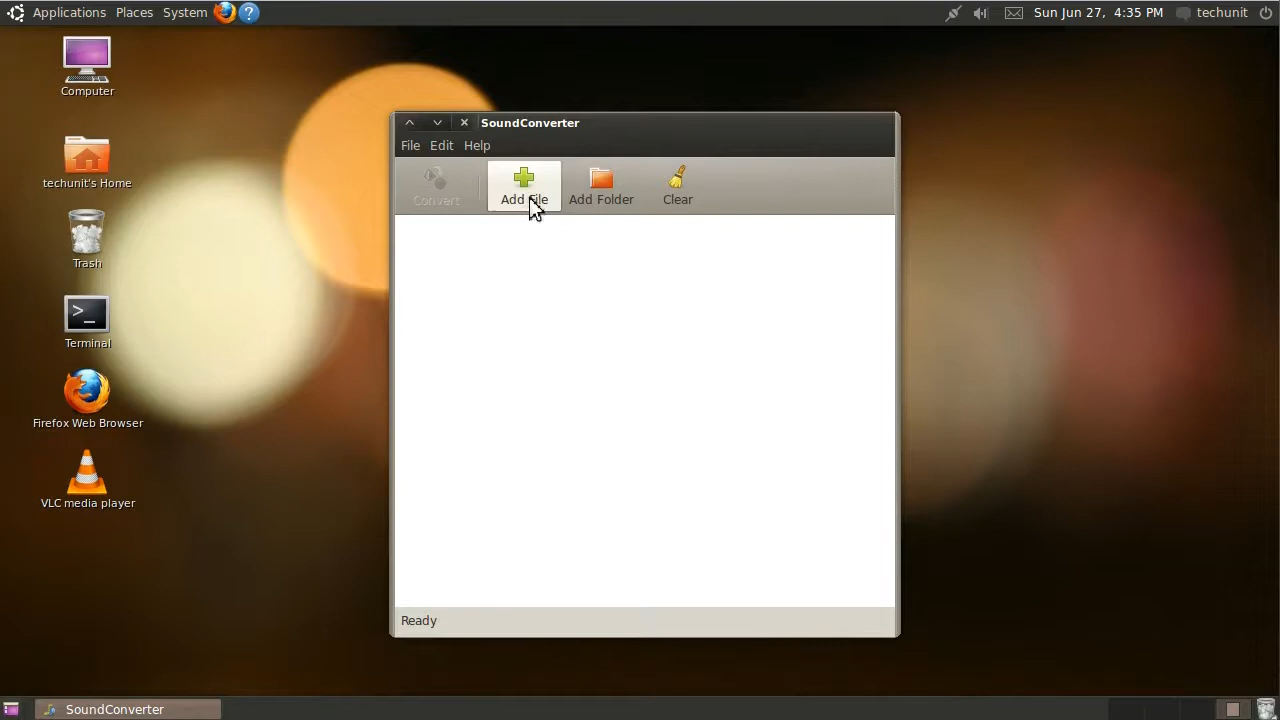 Applications Places System Sun Jun 27, 4:35 PM techunit
Computer
techunit's Home
Trash
Terminal
Firefox Web Browser
VLC media player
SoundConverter
File Edit Help
Convert Add File Add Folder Clear
Ready
SoundConverter